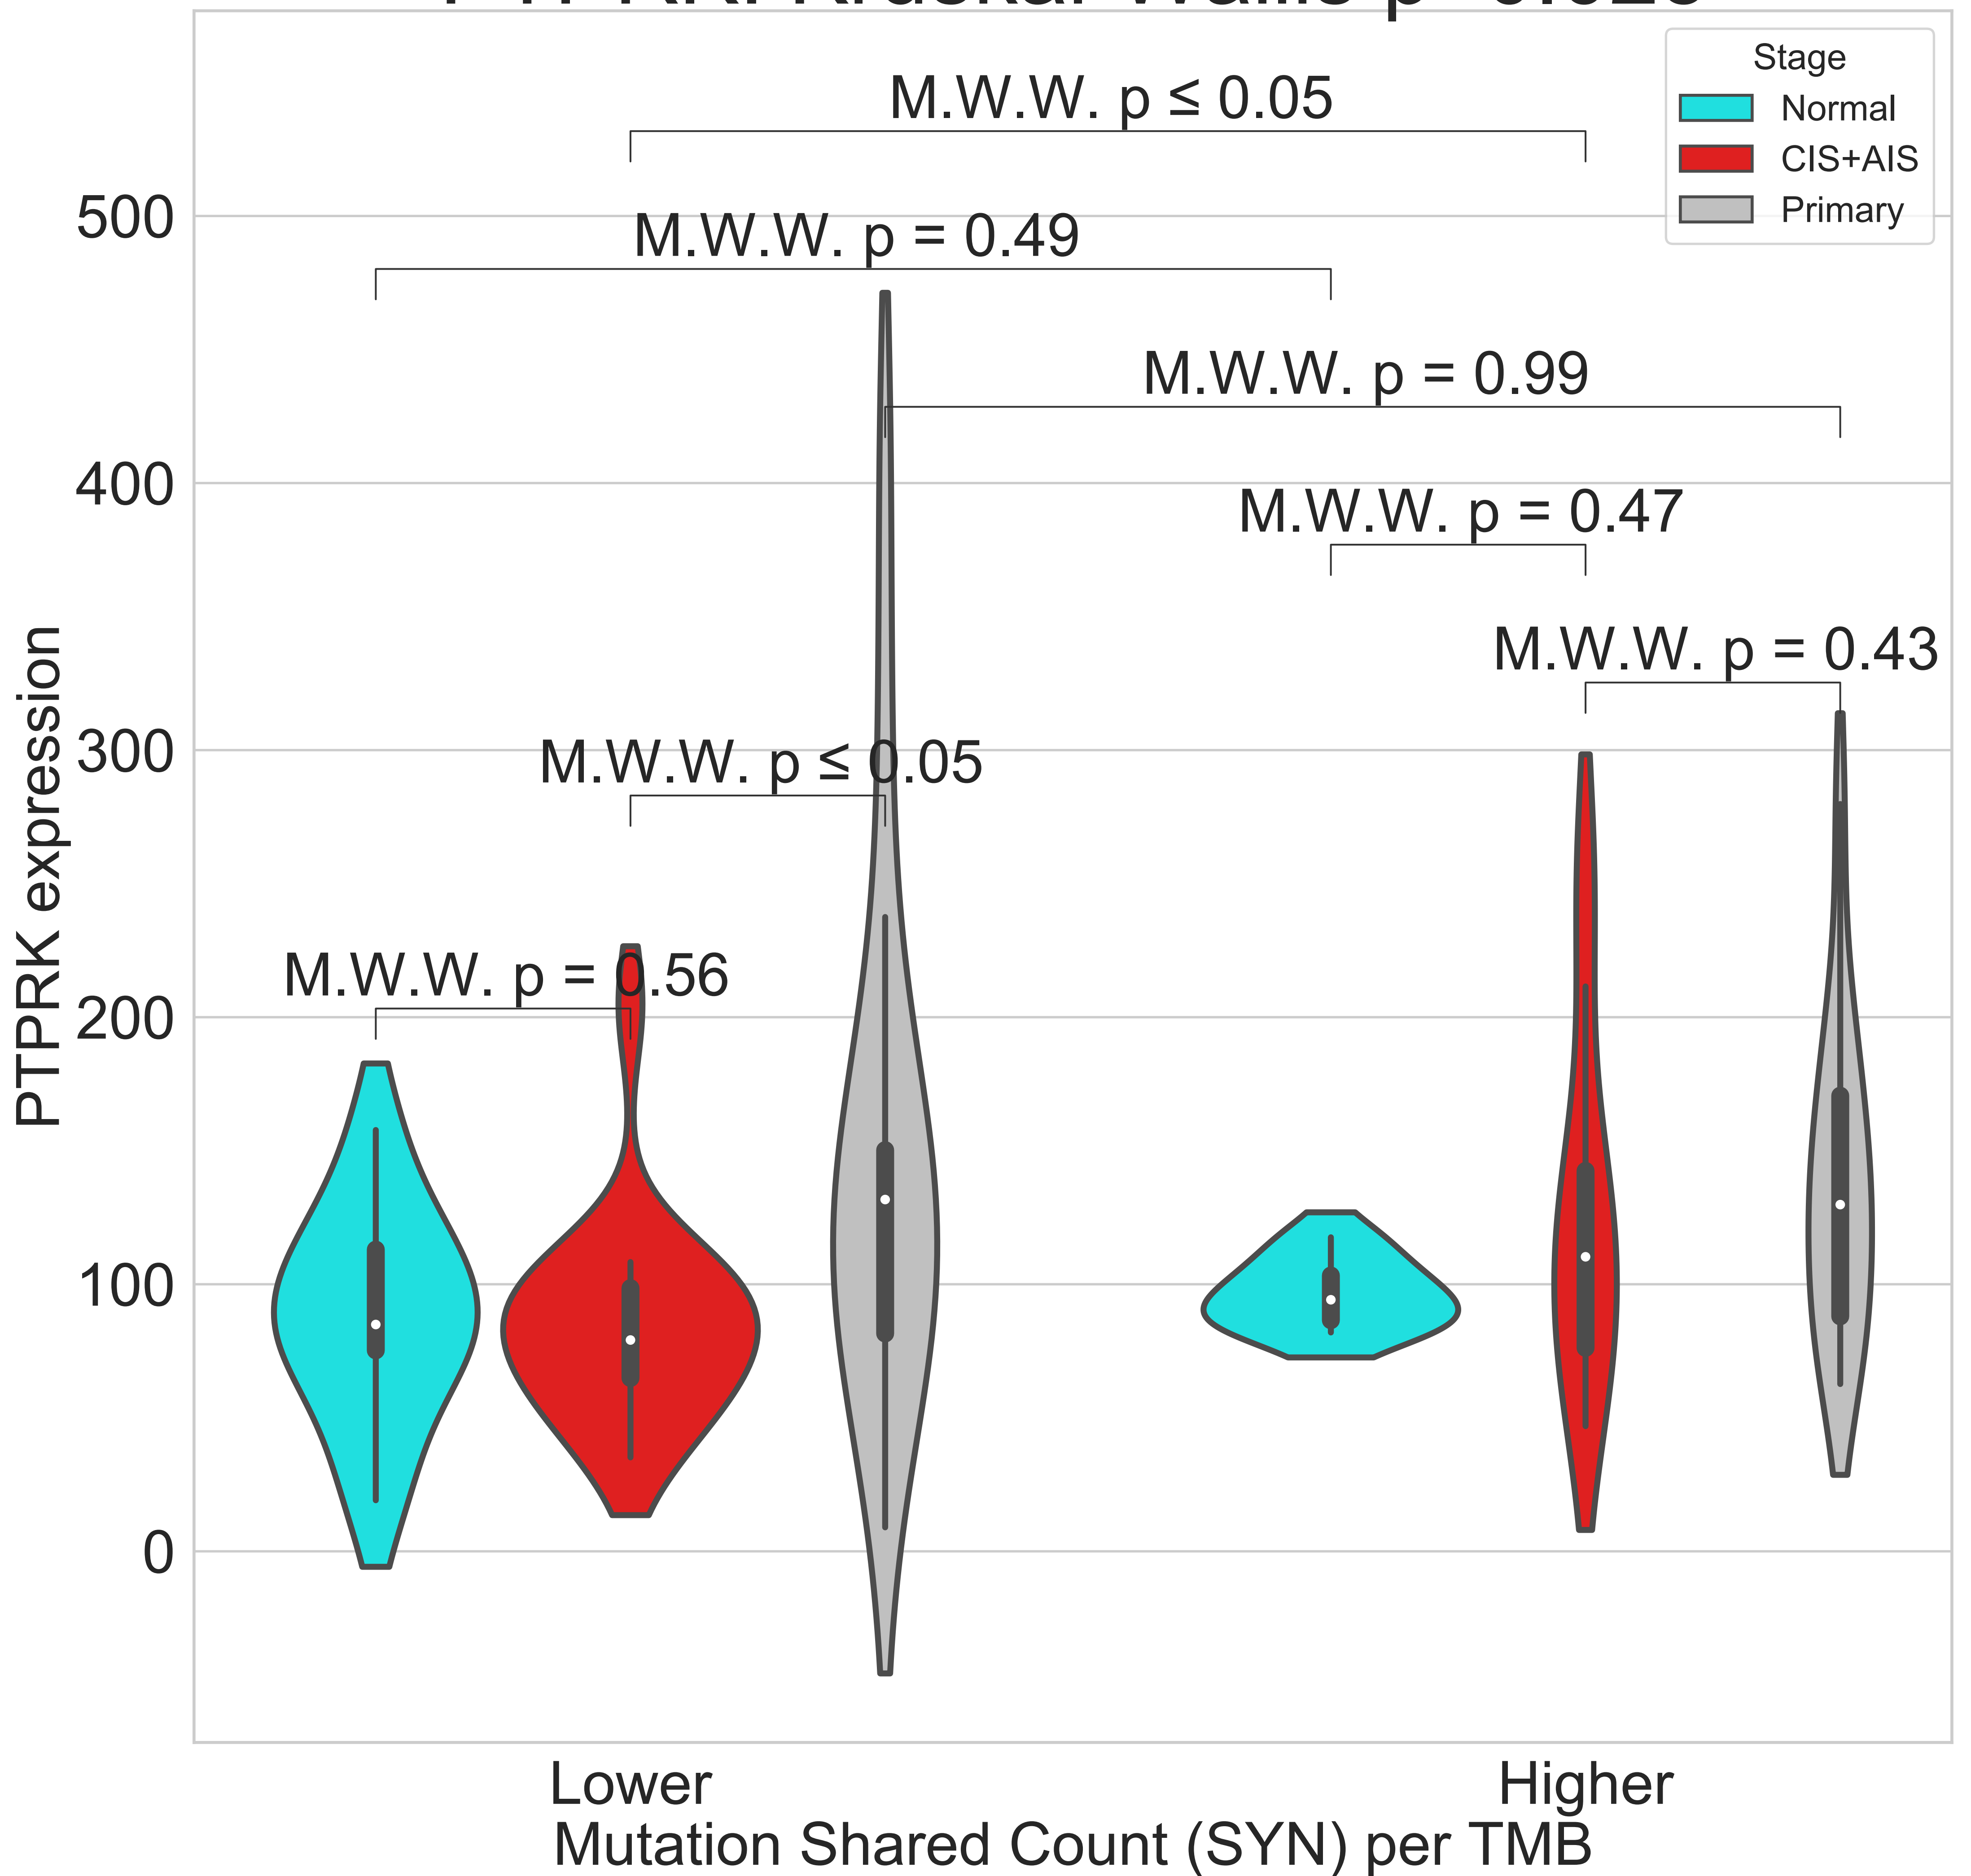 Stage
Normal
CIS+AIS
Primary
M.W.W. p ≤ 0.05
M.W.W. p = 0.49
M.W.W. p = 0.99
M.W.W. p = 0.47
M.W.W. p = 0.43
M.W.W. p ≤ 0.05
M.W.W. p = 0.56
PTPRK expression
500
400
300
200
100
0
Lower
Higher
Mutation Shared Count (SYN) per TMB